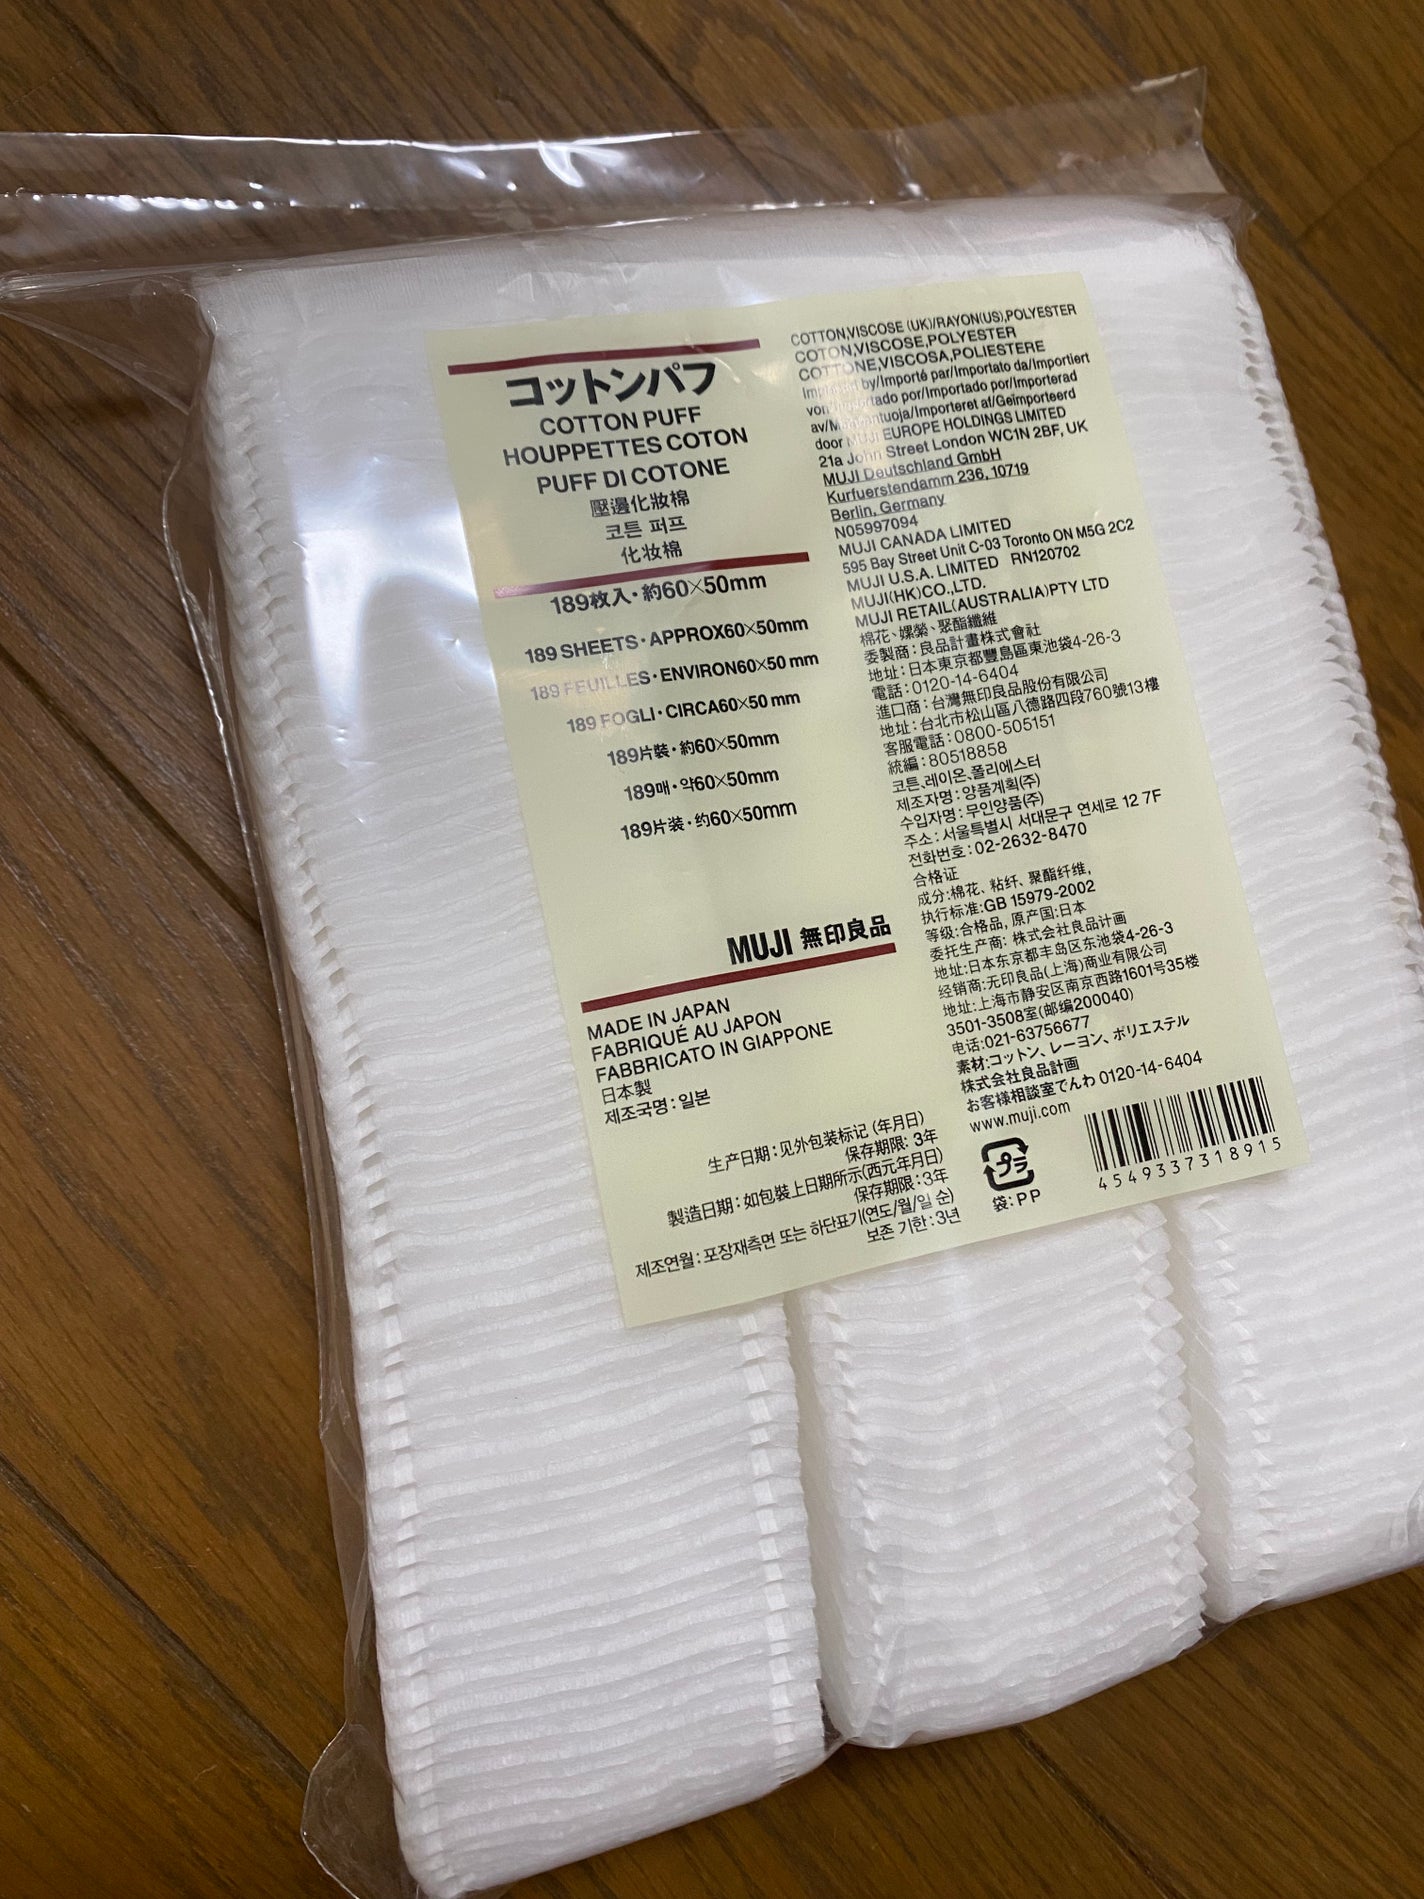 コットンパフ
COTTON PUFF
HOUPPETTES COTON
PUFF DI COTONE
壓邊化妝棉
코튼 퍼프
化妆棉
189枚入・約60×50mm
189 SHEETS・APPROX60×50mm
189 FEUILLES・ENVIRON60×50 mm
189 FOGLI・CIRCA60×50 mm
189片裝・約60×50mm
189매・약60×50mm
189片装・约60×50mm
MUJI 無印良品
MADE IN JAPAN
FABRIQUÉ AU JAPON
FABBRICATO IN GIAPPONE
日本製
제조국명:일본
生产日期:见外包装标记 (年月日)
保存期限: 3年
製造日期:如包裝上日期所示(西元年月日)
保存期限:3年
제조연월:포장재측면 또는 하단표기(연도/월/일 순)
보존 기한:3년
COTTON,VISCOSE (UK)/RAYON(US),POLYESTER
COTON,VISCOSE,POLYESTER
COTTONE,VISCOSA,POLIESTERE
by/Importé par/Importato da/Importiert
von/ por/Importado por/Importerad
av/ af/Geïmporteerd
door MUJI EUROPE HOLDINGS LIMITED
21a John Street London WC1N 2BF, UK
MUJI Deutschland GmbH
Kurfuerstendamm 236, 10719
Berlin, Germany
N05997094
MUJI CANADA LIMITED
595 Bay Street Unit C-03 Toronto ON M5G 2C2
MUJI U.S.A. LIMITED RN120702
MUJI(HK)CO.,LTD.
MUJI RETAIL(AUSTRALIA)PTY LTD
棉花、嫘縈、聚酯纖維
委製商:良品計畫株式會社
地址:日本東京都豐島區東池袋4-26-3
電話:0120-14-6404
進口商:台灣無印良品股份有限公司
地址:台北市松山區八德路四段760號13樓
客服電話:0800-505151
統編:80518858
코튼,레이온,폴리에스터
제조자명:양품계획(주)
수입자명:무인양품(주)
주소:서울특별시 서대문구 연세로 12 7F
전화번호:02-2632-8470
合格证
成分:棉花、粘纤、聚酯纤维,
执行标准:GB 15979-2002
等级:合格品, 原产国:日本
委托生产商: 株式会社良品计画
地址:日本东京都丰岛区东池袋4-26-3
经销商:无印良品(上海)商业有限公司
地址:上海市静安区南京西路1601号35楼
3501-3508室(邮编200040)
电话:021-63756677
素材:コットン、レーヨン、ポリエステル
株式会社良品計画
お客様相談室でんわ 0120-14-6404
www.muji.com
プラ
袋:PP
4549337318915